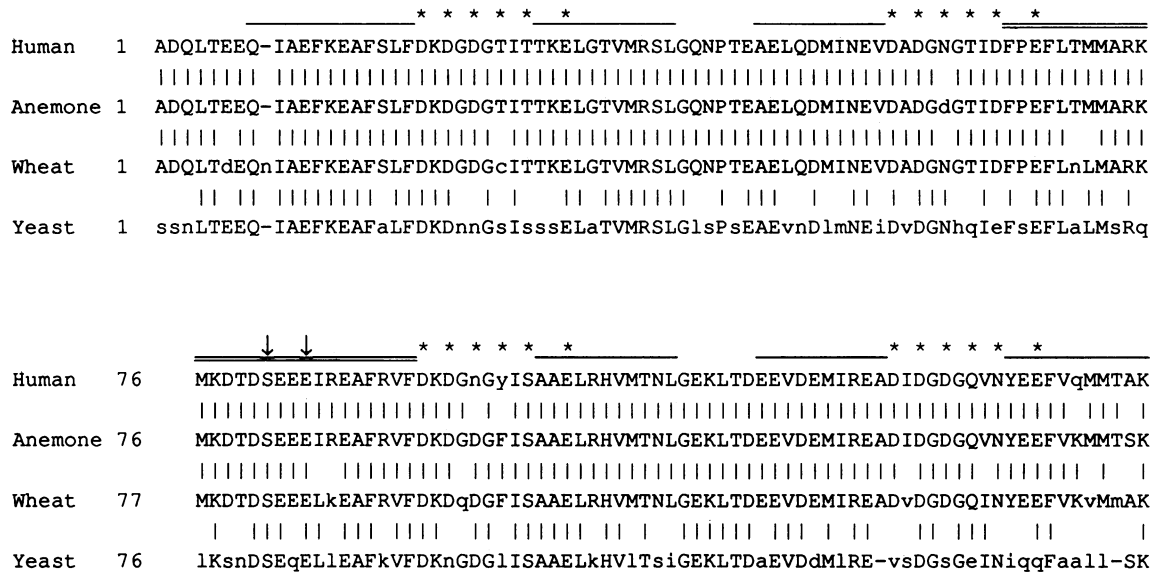 * * * * * * * * * * * *
Human 1 ADQLTEEQ-IAEFKEAFSLFDKDGDGTITTKELGTVMRSLGQNPTEAELQDMINEVDADGNGTIDFPEFLTMMARK
Anemone 1 ADQLTEEQ-IAEFKEAFSLFDKDGDGTITTKELGTVMRSLGQNPTEAELQDMINEVDADGdGTIDFPEFLTMMARK
Wheat 1 ADQLTdEQnIAEFKEAFSLFDKDGDGcITTKELGTVMRSLGQNPTEAELQDMINEVDADGNGTIDFPEFLnLMARK
Yeast 1 ssnLTEEQ-IAEFKEAFaLFDKDnnGsIsssELaTVMRSLGlsPsEAEvnDlmNEiDvDGNhqIeFsEFLaLMsRq
↓ ↓ * * * * * * * * * * * *
Human 76 MKDTDSEEEIREAFRVFDKDGnGyISAAELRHVMTNLGEKLTDEEVDEMIREADIDGDGQVNYEEFVqMMTAK
Anemone 76 MKDTDSEEEIREAFRVFDKDGDGFISAAELRHVMTNLGEKLTDEEVDEMIREADIDGDGQVNYEEFVKMMTSK
Wheat 77 MKDTDSEEELkEAFRVFDKDqDGFISAAELRHVMTNLGEKLTDEEVDEMIREADvDGDGQINYEEFVKvMmAK
Yeast 76 lKsnDSEqELlEAFkVFDKnGDGlISAAELkHVlTsiGEKLTDaEVDdMlRE-vsDGsGeINiqqFaall-SK